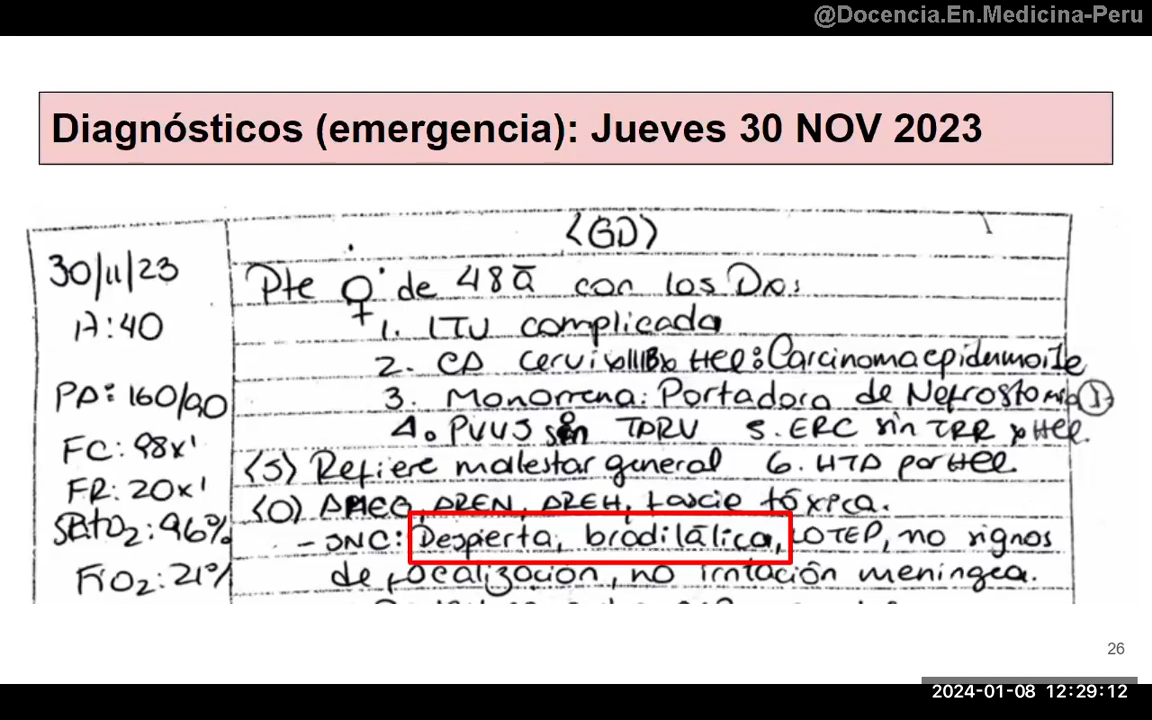 @Docencia.En.Medicina-Peru
Diagnósticos (emergencia): Jueves 30 NOV 2023
<GD>
30/11/23
17:40
PA: 160/90
FC: 98x'
FR: 20x'
SatO2: 96%
FiO2: 21%
Pte ♀ de 48a con los Dx:
1. ITU complicada
2. CA cervix IIIB x HCl: Carcinoma epidermoide
3. Monorrena: Portadora de Nefrostomia (I)
4. PVVS sin TARV 5. ERC sin TRR x HCl.
(S) Refiere malestar general 6. HTA por HCl.
(O) AMEG, AREN, AREH, fascie tóxica.
- SNC: Despierta, bradilálica, LOTEP, no signos
de focalización, no irritación meníngea.
26
2024-01-08 12:29:12